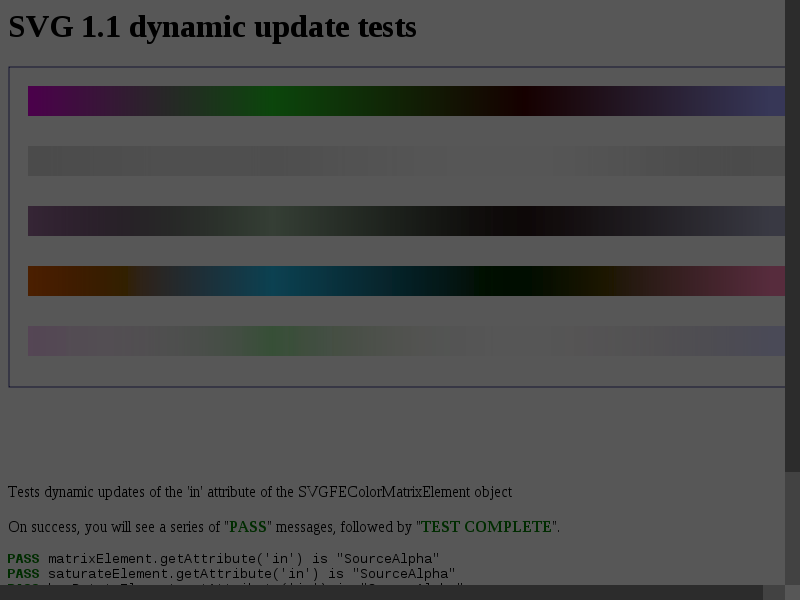 SVG 1.1 dynamic update tests
Tests dynamic updates of the 'in' attribute of the SVGFEColorMatrixElement object
On success, you will see a series of "PASS" messages, followed by "TEST COMPLETE".
PASS matrixElement.getAttribute('in') is "SourceAlpha"
PASS saturateElement.getAttribute('in') is "SourceAlpha"